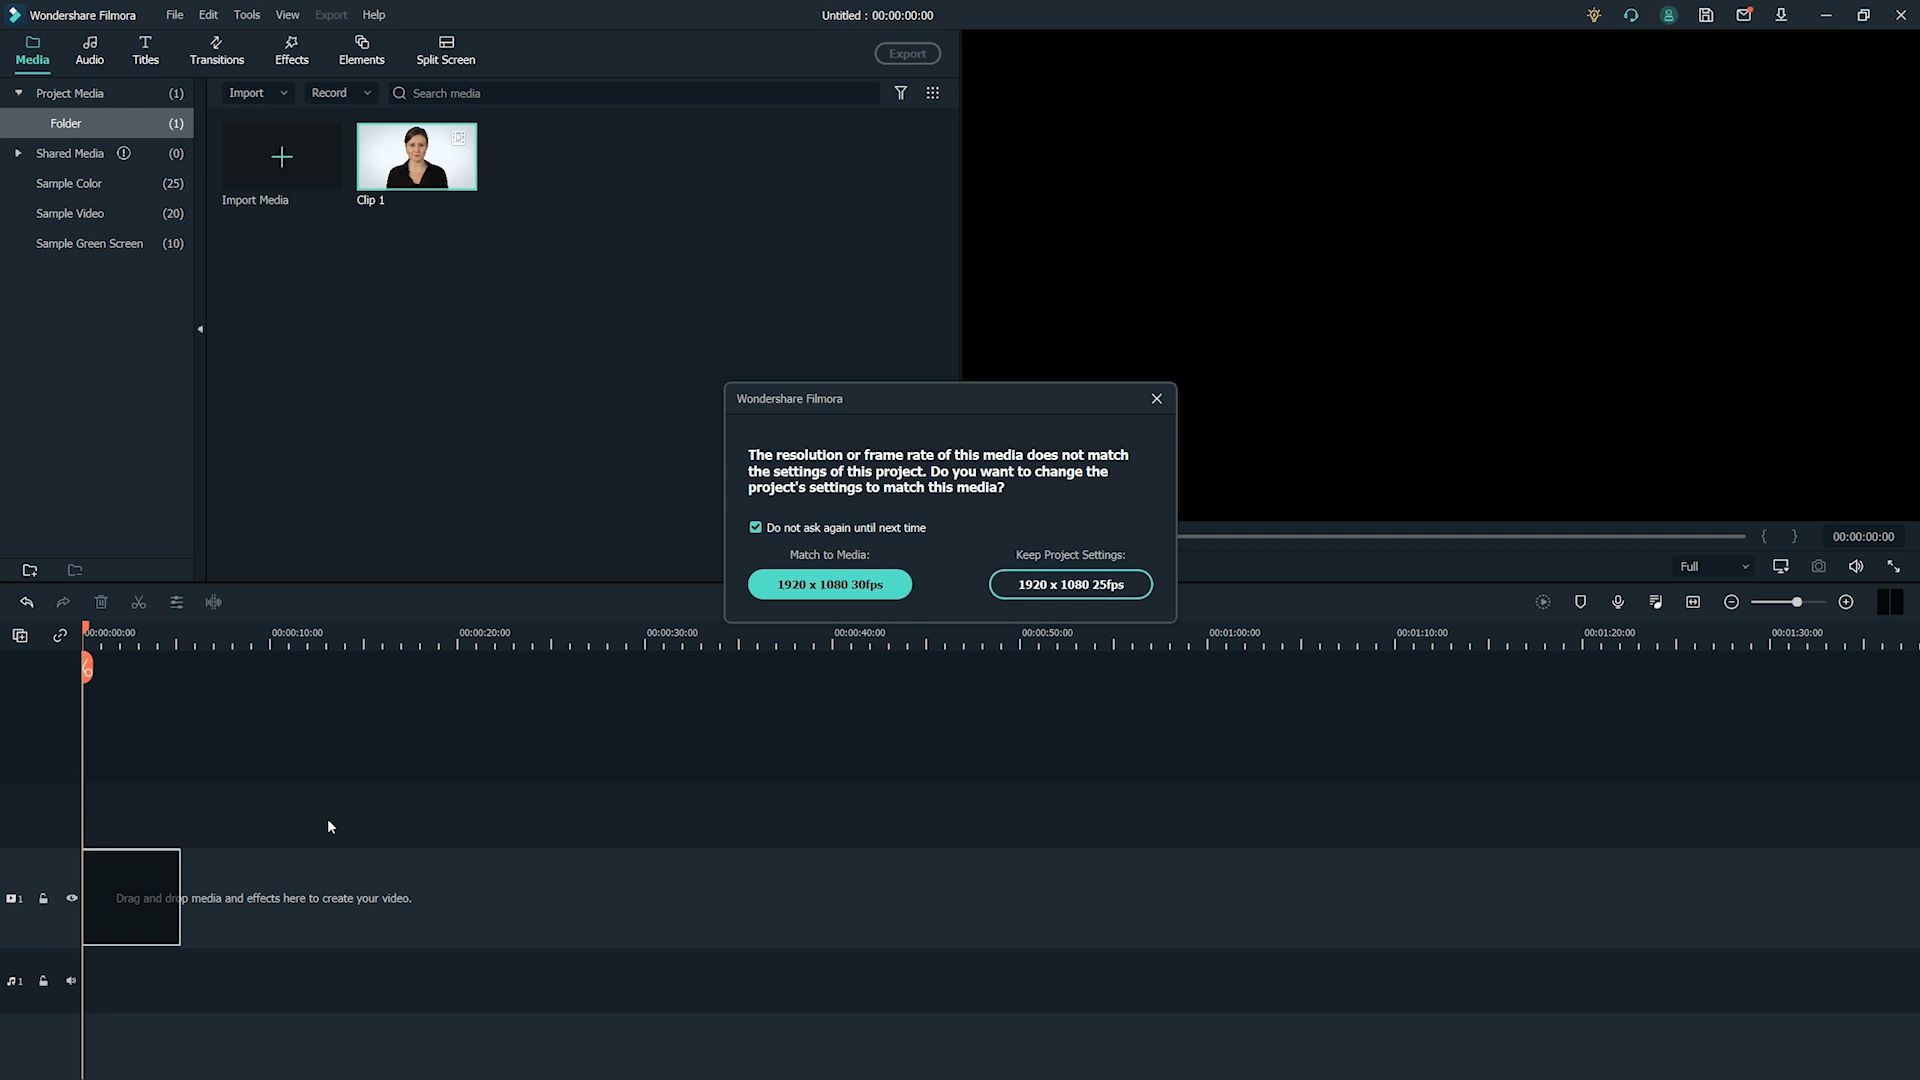 Wondershare Filmora
File
Edit
Tools
View
Export
Help
Untitled : 00:00:00:00
Media
Audio
Titles
Transitions
Effects
Elements
Split Screen
Export
Project Media (1)
Folder (1)
Shared Media (0)
Sample Color (25)
Sample Video (20)
Sample Green Screen (10)
Import
Record
Search media
Import Media
Clip 1
Wondershare Filmora
The resolution or frame rate of this media does not match
the settings of this project. Do you want to change the
project's settings to match this media?
Do not ask again until next time
Match to Media:
Keep Project Settings:
1920 x 1080 30fps
1920 x 1080 25fps
{ }
00:00:00:00
Full
00:00:00:00
00:00:10:00
00:00:20:00
00:00:30:00
00:00:40:00
00:00:50:00
00:01:00:00
00:01:10:00
00:01:20:00
00:01:30:00
1
Drag and drop media and effects here to create your video.
1